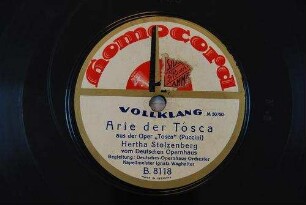 Homocord
VOLLKLANG
Arie der Tosca
aus der Oper „Tosca" (Puccini)
Hertha Stolzenberg
vom Deutschen Opernhaus
Begleitung: Deutsches Opernhaus Orchester
Kapellmeister Ignatz Waghalter
B. 8118